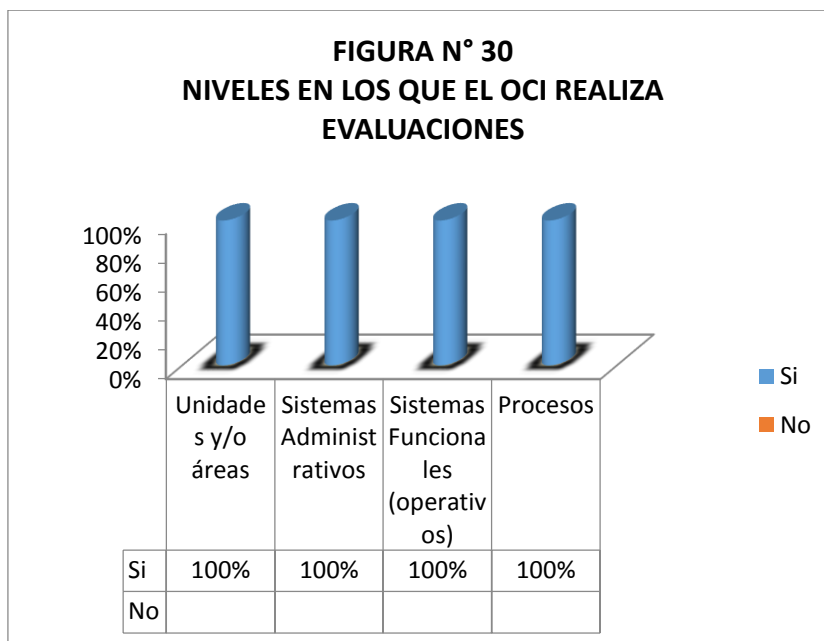 FIGURA N° 30
NIVELES EN LOS QUE EL OCI REALIZA
EVALUACIONES
100%
80%
60%
40%
20%
0%
Unidade
s y/o
áreas
Sistemas
Administ
rativos
Sistemas
Funciona
les
(operativ
os)
Procesos
Si
No
Si 100% 100% 100% 100%
No